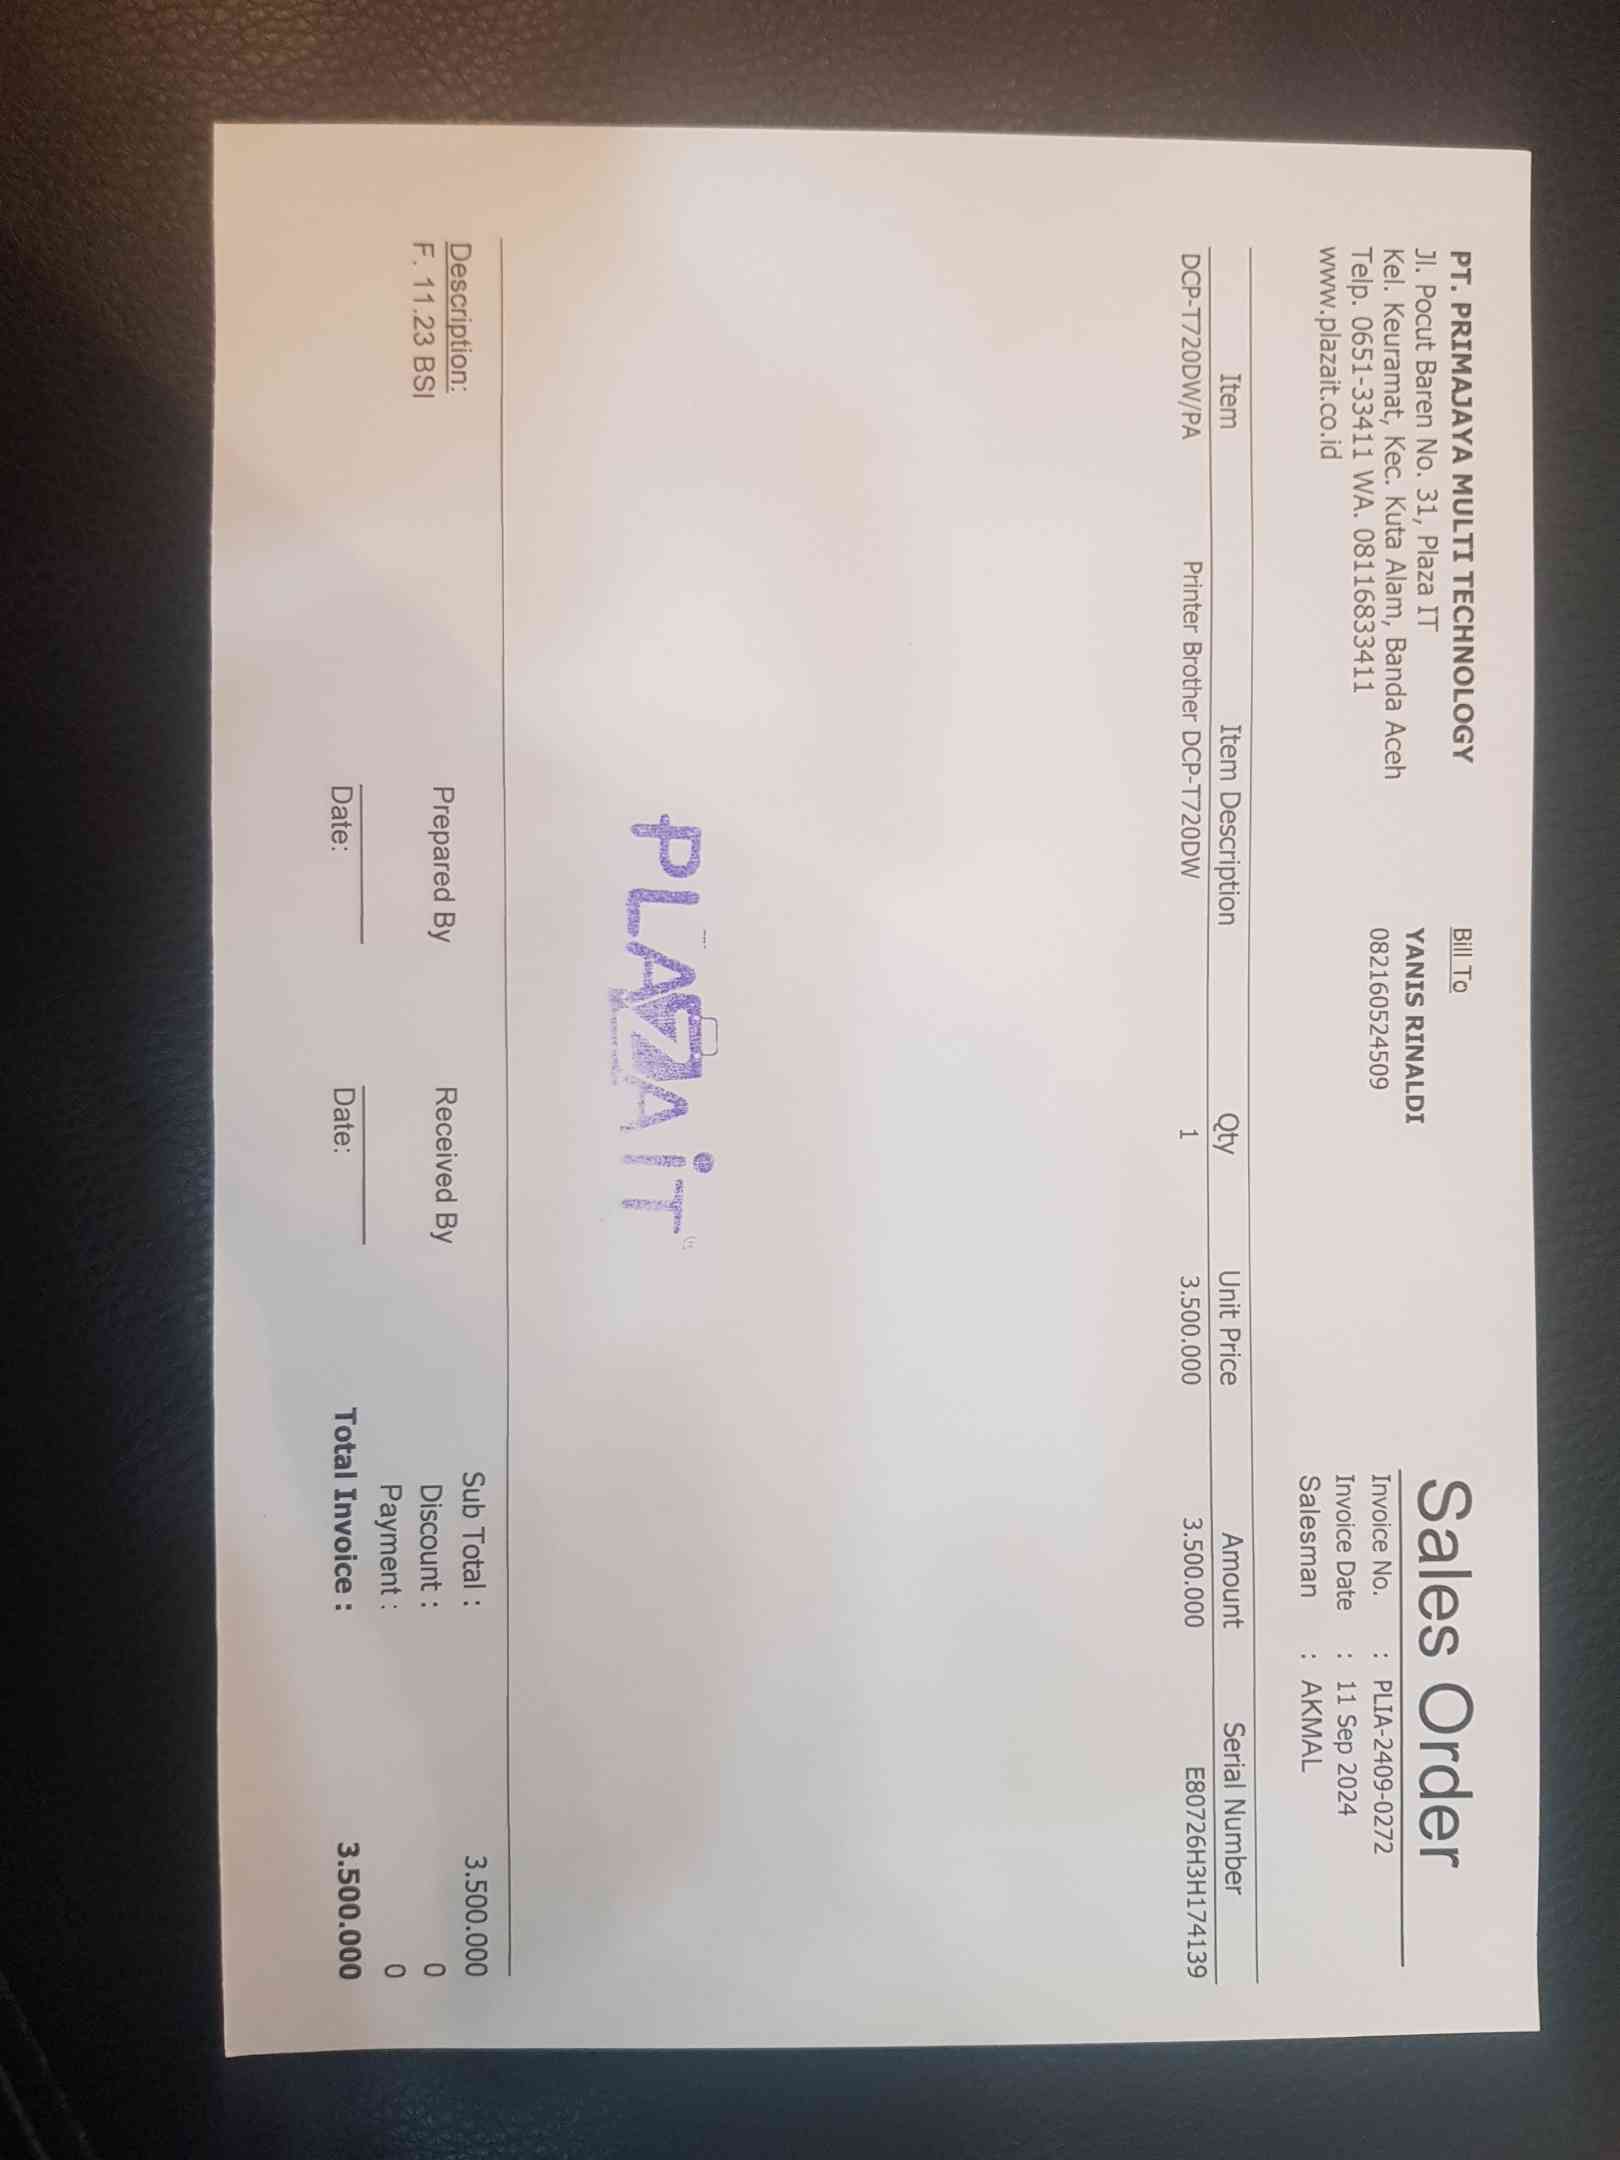 PT. PRIMAJAYA MULTI TECHNOLOGY
Jl. Pocut Baren No. 31, Plaza IT
Kel. Keuramat, Kec. Kuta Alam, Banda Aceh
Telp. 0651-33411 WA. 08116833411
www.plazait.co.id
Bill To
YANIS RINALDI
082160524509
Sales Order
Invoice No. : PLIA-2409-0272
Invoice Date : 11 Sep 2024
Salesman : AKMAL
Item Item Description Qty Unit Price Amount Serial Number
DCP-T720DW/PA Printer Brother DCP-T720DW 1 3.500.000 3.500.000 E80726H3H174139
PLAZA iT
Description:
F. 11.23 BSI
Prepared By
Date:
Received By
Date:
Sub Total : 3.500.000
Discount : 0
Payment : 0
Total Invoice : 3.500.000